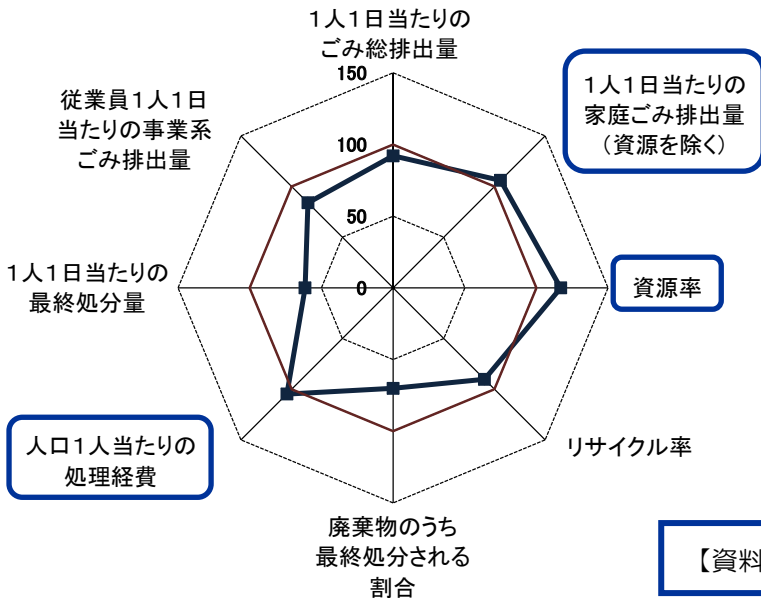 １人１日当たりの
ごみ総排出量
150
100
50
0
１人１日当たりの
家庭ごみ排出量
（資源を除く）
資源率
リサイクル率
廃棄物のうち
最終処分される
割合
人口１人当たりの
処理経費
１人１日当たりの
最終処分量
従業員１人１日
当たりの事業系
ごみ排出量
【資料